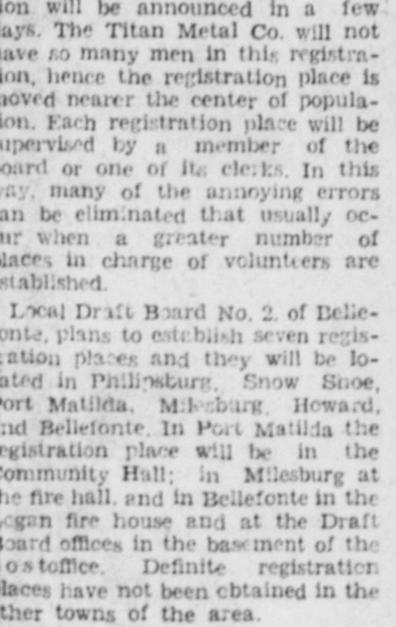 ion will be announced in a few
ays. The Titan Metal Co. will not
ave so many men in this registra-
ion, hence the registration place is
noved nearer the center of popula-
ion. Each registration place will be
upervised by a member of the
oard or one of its clerks. In this
vay, many of the annoying errors
an be eliminated that usually oc-
ur when a greater number of
laces in charge of volunteers are
stablished.
Local Draft Board No. 2, of Belle-
onte, plans to establish seven regis-
ration places and they will be lo-
ated in Philipsburg, Snow Shoe,
Port Matilda, Milesburg, Howard,
and Bellefonte. In Port Matilda the
egistration place will be in the
Community Hall; in Milesburg at
he fire hall, and in Bellefonte in the
ogan fire house and at the Draft
Board offices in the basement of the
ostoffice. Definite registration
laces have not been obtained in the
ther towns of the area.